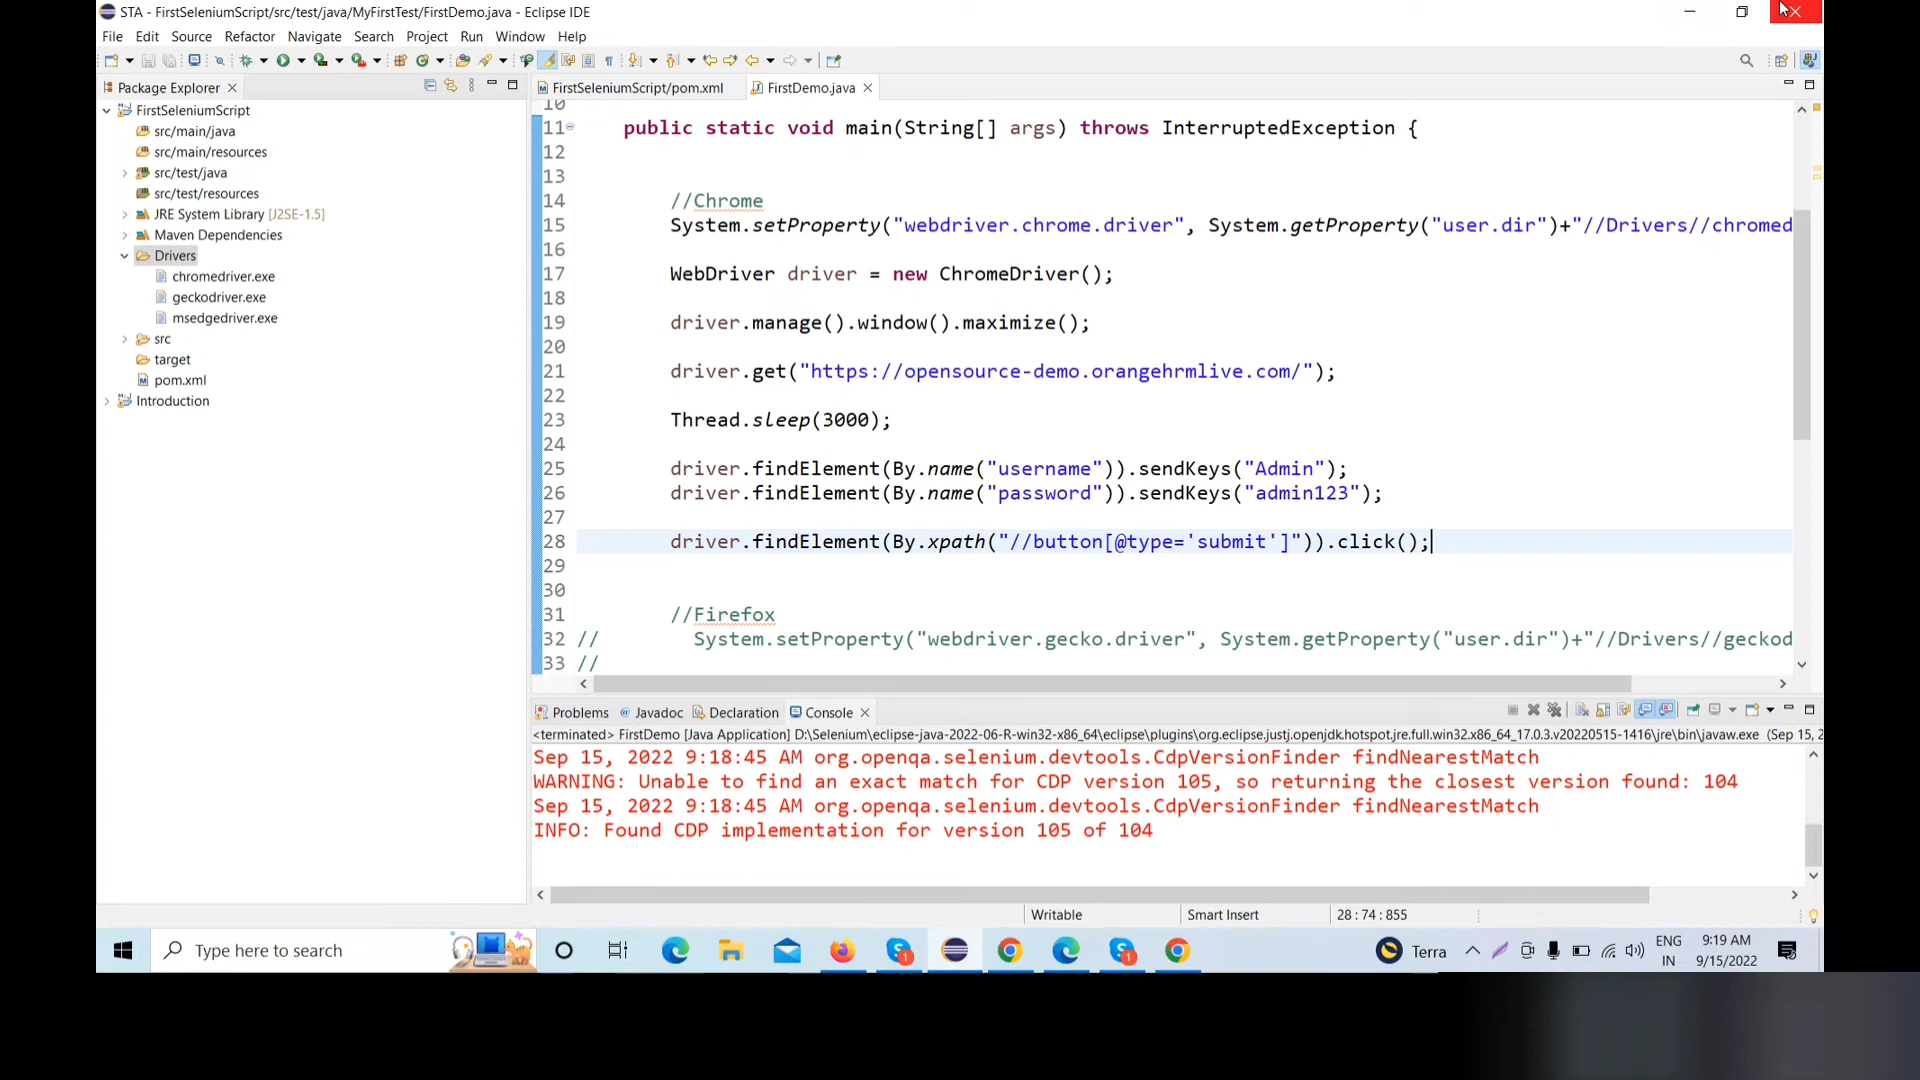 STA - FirstSeleniumScript/src/test/java/MyFirstTest/FirstDemo.java - Eclipse IDE
File Edit Source Refactor Navigate Search Project Run Window Help
Package Explorer
FirstSeleniumScript/pom.xml
FirstDemo.java
FirstSeleniumScript
src/main/java
src/main/resources
src/test/java
src/test/resources
JRE System Library [J2SE-1.5]
Maven Dependencies
Drivers
chromedriver.exe
geckodriver.exe
msedgedriver.exe
src
target
pom.xml
Introduction
10
11 public static void main(String[] args) throws InterruptedException {
12
13
14 //Chrome
15 System.setProperty("webdriver.chrome.driver", System.getProperty("user.dir")+"//Drivers//chromed
16
17 WebDriver driver = new ChromeDriver();
18
19 driver.manage().window().maximize();
20
21 driver.get("https://opensource-demo.orangehrmlive.com/");
22
23 Thread.sleep(3000);
24
25 driver.findElement(By.name("username")).sendKeys("Admin");
26 driver.findElement(By.name("password")).sendKeys("admin123");
27
28 driver.findElement(By.xpath("//button[@type='submit']")).click();
29
30
31 //Firefox
32 // System.setProperty("webdriver.gecko.driver", System.getProperty("user.dir")+"//Drivers//geckod
33 //
Problems Javadoc Declaration Console
<terminated> FirstDemo [Java Application] D:\Selenium\eclipse-java-2022-06-R-win32-x86_64\eclipse\plugins\org.eclipse.justj.openjdk.hotspot.jre.full.win32.x86_64_17.0.3.v20220515-1416\jre\bin\javaw.exe (Sep 15, 2
Sep 15, 2022 9:18:45 AM org.openqa.selenium.devtools.CdpVersionFinder findNearestMatch
WARNING: Unable to find an exact match for CDP version 105, so returning the closest version found: 104
Sep 15, 2022 9:18:45 AM org.openqa.selenium.devtools.CdpVersionFinder findNearestMatch
INFO: Found CDP implementation for version 105 of 104
Writable Smart Insert 28 : 74 : 855
Type here to search
1
1
Terra
ENG
IN
9:19 AM
9/15/2022